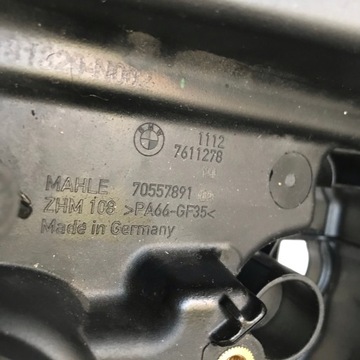 1112
7611278
MAHLE 70557891
ZHM 108 >PA66-GF35<
Made in Germany